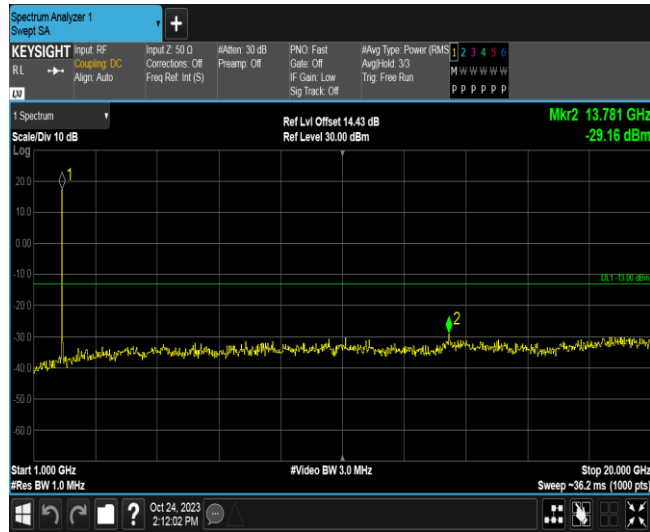 Spectrum Analyzer 1
Swept SA
KEYSIGHT
RL
LXI
Input: RF
Coupling: DC
Align: Auto
Input Z: 50 Ω
Corrections: Off
Freq Ref: Int (S)
#Atten: 30 dB
Preamp: Off
PNO: Fast
Gate: Off
IF Gain: Low
Sig Track: Off
#Avg Type: Power (RMS
Avg|Hold: 3/3
Trig: Free Run
1 2 3 4 5 6
M W W W W W
P P P P P P
1 Spectrum
Scale/Div 10 dB
Log
Ref Lvl Offset 14.43 dB
Ref Level 30.00 dBm
Mkr2 13.781 GHz
-29.16 dBm
1
20.0
10.0
0.00
-10.0
DL1 -13.00 dBm
-20.0
2
-30.0
-40.0
-50.0
-60.0
Start 1.000 GHz
#Res BW 1.0 MHz
#Video BW 3.0 MHz
Stop 20.000 GHz
Sweep ~36.2 ms (1000 pts)
?
Oct 24, 2023
2:12:02 PM